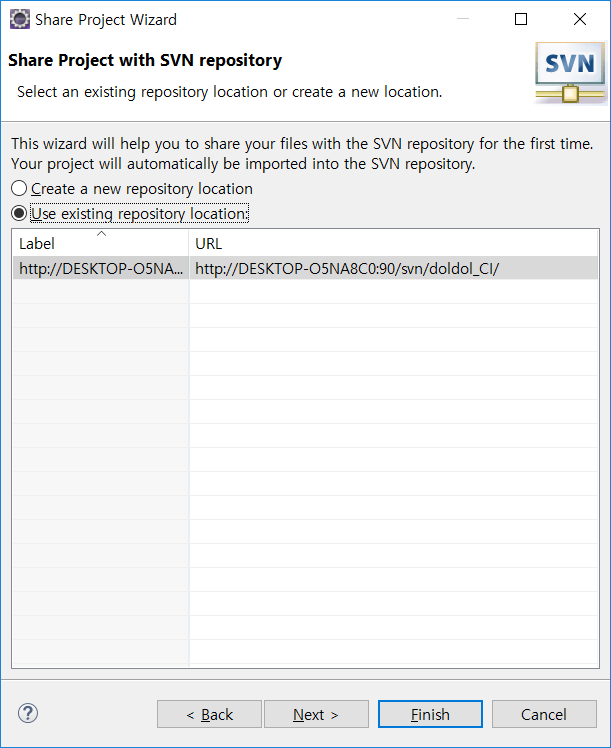 Share Project Wizard
Share Project with SVN repository
Select an existing repository location or create a new location.
SVN
This wizard will help you to share your files with the SVN repository for the first time.
Your project will automatically be imported into the SVN repository.
Create a new repository location
Use existing repository location:
Label URL
http://DESKTOP-O5NA... http://DESKTOP-O5NA8C0:90/svn/doldol_CI/
? < Back Next > Finish Cancel